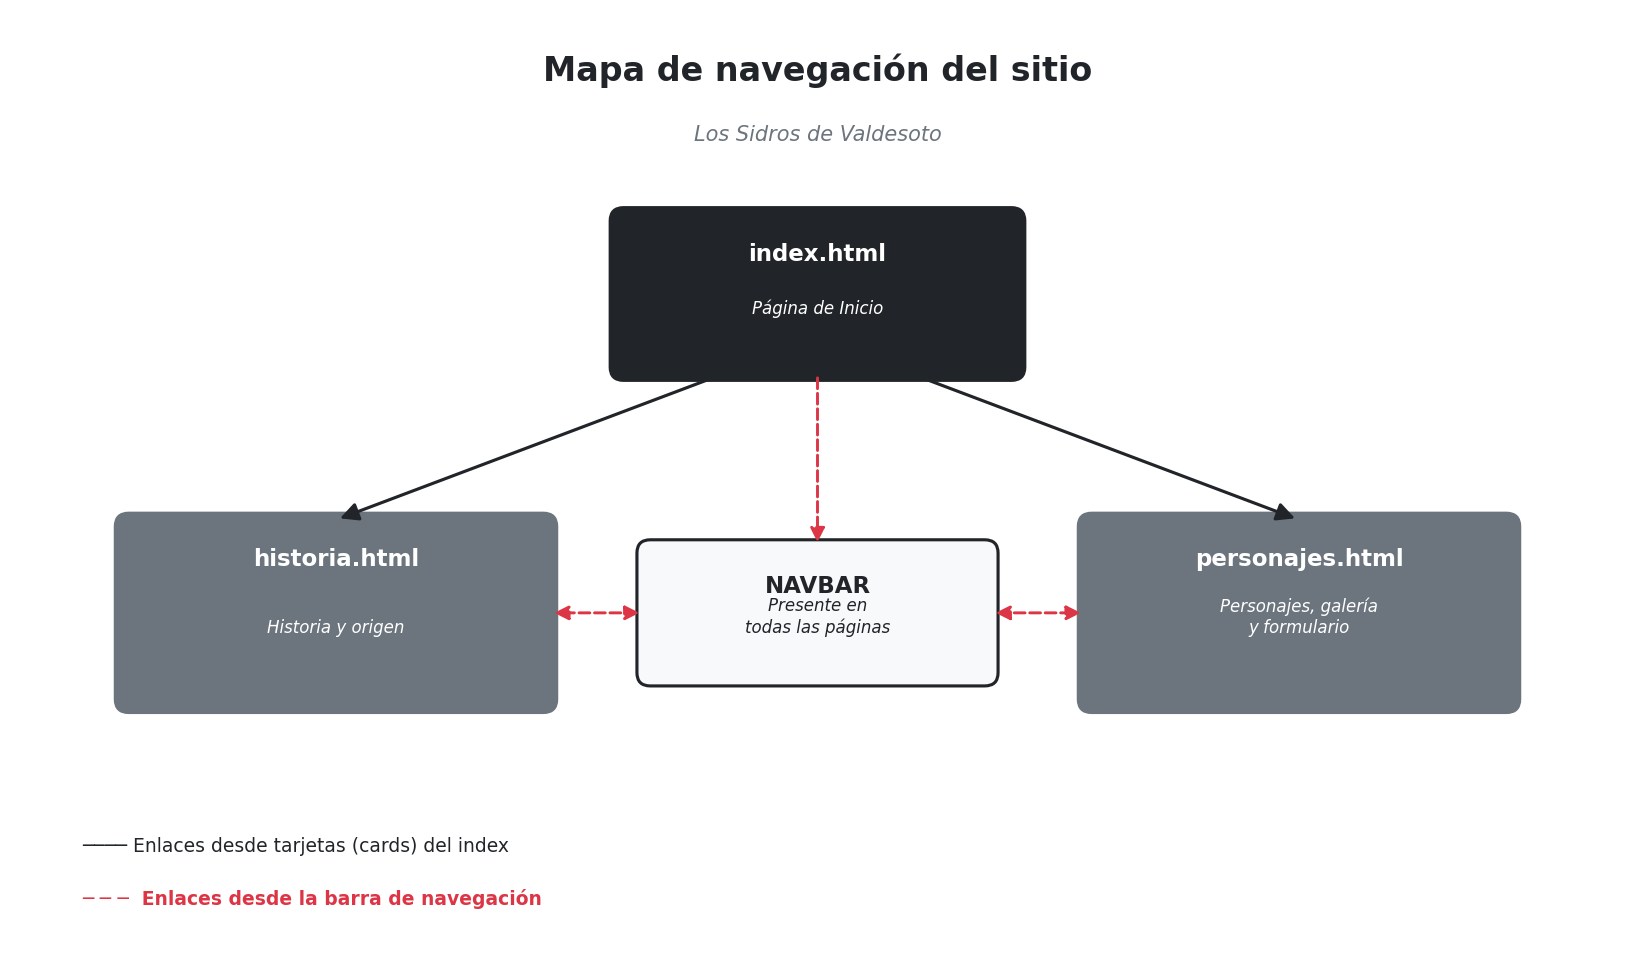 Mapa de navegación del sitio
Los Sidros de Valdesoto
index.html
Página de Inicio
historia.html
Historia y origen
NAVBAR
Presente en
todas las páginas
personajes.html
Personajes, galería
y formulario
Enlaces desde tarjetas (cards) del index
Enlaces desde la barra de navegación